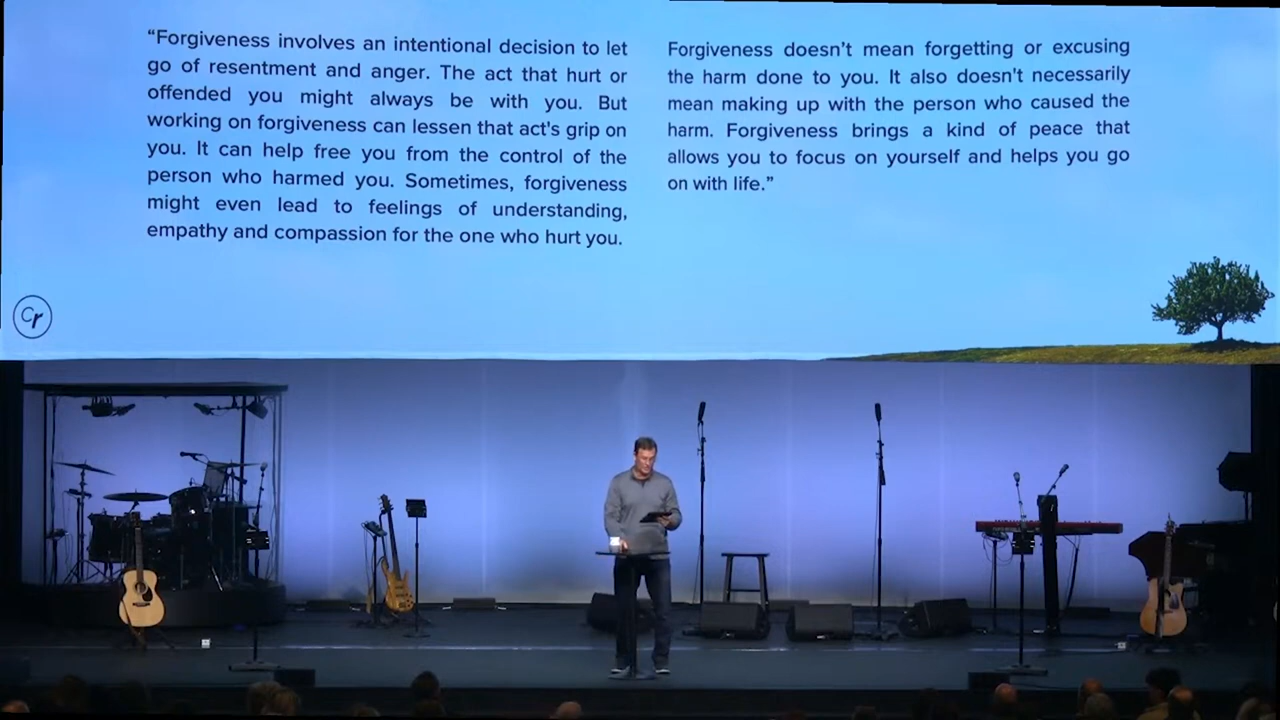 “Forgiveness involves an intentional decision to let
go of resentment and anger. The act that hurt or
offended you might always be with you. But
working on forgiveness can lessen that act's grip on
you. It can help free you from the control of the
person who harmed you. Sometimes, forgiveness
might even lead to feelings of understanding,
empathy and compassion for the one who hurt you.
Forgiveness doesn’t mean forgetting or excusing
the harm done to you. It also doesn't necessarily
mean making up with the person who caused the
harm. Forgiveness brings a kind of peace that
allows you to focus on yourself and helps you go
on with life.”
cr